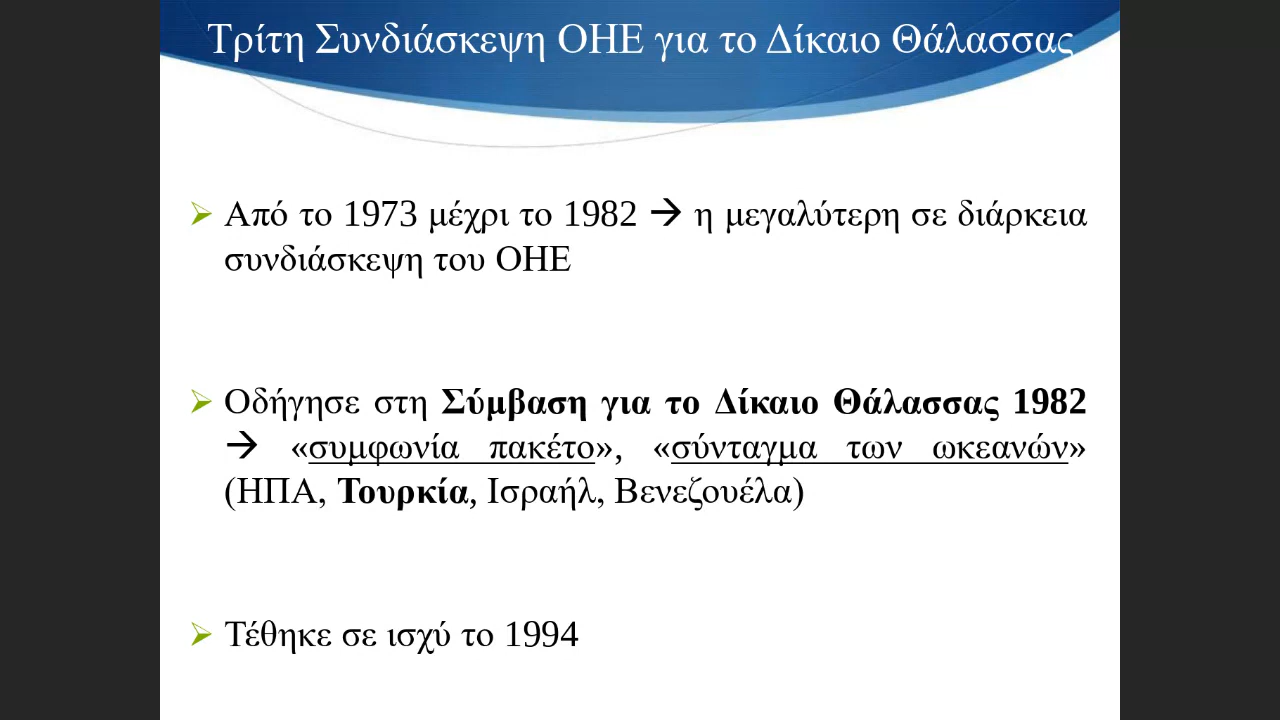 Τρίτη Συνδιάσκεψη ΟΗΕ για το Δίκαιο Θάλασσας
➢ Από το 1973 μέχρι το 1982 → η μεγαλύτερη σε διάρκεια
συνδιάσκεψη του ΟΗΕ
➢ Οδήγησε στη Σύμβαση για το Δίκαιο Θάλασσας 1982
→ «συμφωνία πακέτο», «σύνταγμα των ωκεανών»
(ΗΠΑ, Τουρκία, Ισραήλ, Βενεζουέλα)
➢ Τέθηκε σε ισχύ το 1994